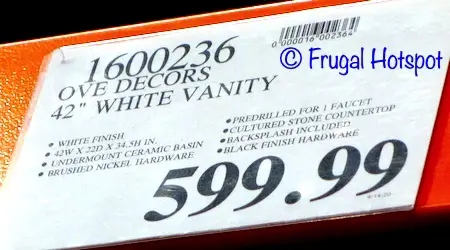 0000016002364
© Frugal Hotspot
1600236
OVE DECORS
42" WHITE VANITY
• WHITE FINISH
• 42W X 22D X 34.5H IN.
• UNDERMOUNT CERAMIC BASIN
• BRUSHED NICKEL HARDWARE
• PREDRILLED FOR 1 FAUCET
• CULTURED STONE COUNTERTOP
• BACKSPLASH INCLUDED
• BLACK FINISH HARDWARE
599.99